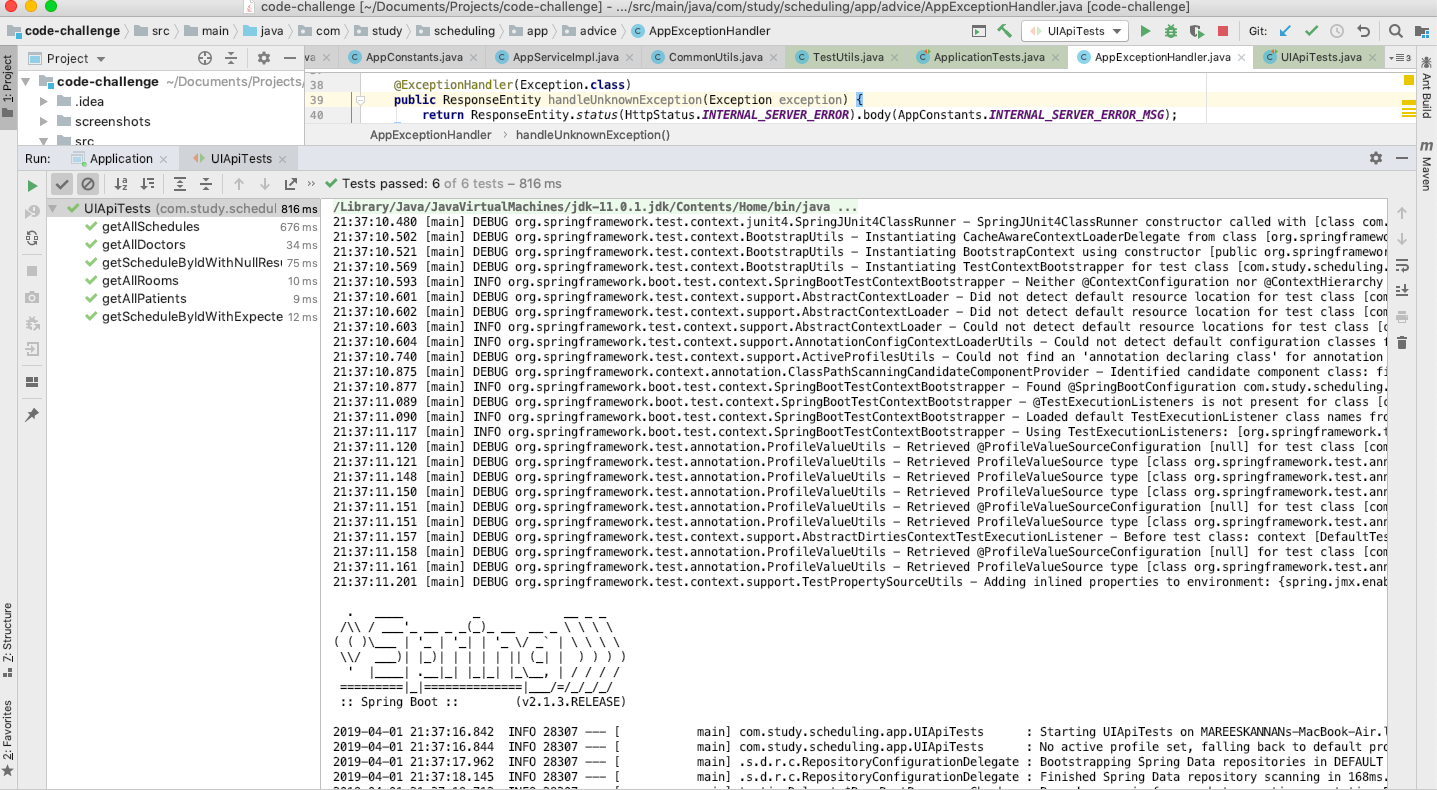 code-challenge [~/Documents/Projects/code-challenge] - .../src/main/java/com/study/scheduling/app/advice/AppExceptionHandler.java [code-challenge]
code-challenge src main java com study scheduling app advice AppExceptionHandler UIApiTests Git:
Project AppConstants.java AppServiceImpl.java CommonUtils.java TestUtils.java ApplicationTests.java AppExceptionHandler.java UIApiTests.java
code-challenge ~/Documents/Projects/
.idea
screenshots
src
38 @ExceptionHandler(Exception.class)
39 public ResponseEntity handleUnknownException(Exception exception) {
40 return ResponseEntity.status(HttpStatus.INTERNAL_SERVER_ERROR).body(AppConstants.INTERNAL_SERVER_ERROR_MSG);
AppExceptionHandler › handleUnknownException()
1: Project
Z: Structure
2: Favorites
Ant Build
Maven
Run: Application UIApiTests
Tests passed: 6 of 6 tests – 816 ms
UIApiTests (com.study.schedul 816 ms
getAllSchedules 676 ms
getAllDoctors 34 ms
getScheduleByIdWithNullResu 75 ms
getAllRooms 10 ms
getAllPatients 9 ms
getScheduleByIdWithExpecte 12 ms
/Library/Java/JavaVirtualMachines/jdk-11.0.1.jdk/Contents/Home/bin/java ...
21:37:10.480 [main] DEBUG org.springframework.test.context.junit4.SpringJUnit4ClassRunner - SpringJUnit4ClassRunner constructor called with [class com.
21:37:10.502 [main] DEBUG org.springframework.test.context.BootstrapUtils - Instantiating CacheAwareContextLoaderDelegate from class [org.springframewo
21:37:10.521 [main] DEBUG org.springframework.test.context.BootstrapUtils - Instantiating BootstrapContext using constructor [public org.springframewor
21:37:10.569 [main] DEBUG org.springframework.test.context.BootstrapUtils - Instantiating TestContextBootstrapper for test class [com.study.scheduling.
21:37:10.593 [main] INFO org.springframework.boot.test.context.SpringBootTestContextBootstrapper - Neither @ContextConfiguration nor @ContextHierarchy
21:37:10.601 [main] DEBUG org.springframework.test.context.support.AbstractContextLoader - Did not detect default resource location for test class [com
21:37:10.602 [main] DEBUG org.springframework.test.context.support.AbstractContextLoader - Did not detect default resource location for test class [com
21:37:10.603 [main] INFO org.springframework.test.context.support.AbstractContextLoader - Could not detect default resource locations for test class [c
21:37:10.604 [main] INFO org.springframework.test.context.support.AnnotationConfigContextLoaderUtils - Could not detect default configuration classes f
21:37:10.740 [main] DEBUG org.springframework.test.context.support.ActiveProfilesUtils - Could not find an 'annotation declaring class' for annotation
21:37:10.875 [main] DEBUG org.springframework.context.annotation.ClassPathScanningCandidateComponentProvider - Identified candidate component class: fi
21:37:10.877 [main] INFO org.springframework.boot.test.context.SpringBootTestContextBootstrapper - Found @SpringBootConfiguration com.study.scheduling.
21:37:11.089 [main] DEBUG org.springframework.boot.test.context.SpringBootTestContextBootstrapper - @TestExecutionListeners is not present for class [c
21:37:11.090 [main] INFO org.springframework.boot.test.context.SpringBootTestContextBootstrapper - Loaded default TestExecutionListener class names fro
21:37:11.117 [main] INFO org.springframework.boot.test.context.SpringBootTestContextBootstrapper - Using TestExecutionListeners: [org.springframework.t
21:37:11.120 [main] DEBUG org.springframework.test.annotation.ProfileValueUtils - Retrieved @ProfileValueSourceConfiguration [null] for test class [com
21:37:11.121 [main] DEBUG org.springframework.test.annotation.ProfileValueUtils - Retrieved ProfileValueSource type [class org.springframework.test.ann
21:37:11.148 [main] DEBUG org.springframework.test.annotation.ProfileValueUtils - Retrieved @ProfileValueSourceConfiguration [null] for test class [com
21:37:11.150 [main] DEBUG org.springframework.test.annotation.ProfileValueUtils - Retrieved ProfileValueSource type [class org.springframework.test.ann
21:37:11.151 [main] DEBUG org.springframework.test.annotation.ProfileValueUtils - Retrieved @ProfileValueSourceConfiguration [null] for test class [com
21:37:11.151 [main] DEBUG org.springframework.test.annotation.ProfileValueUtils - Retrieved ProfileValueSource type [class org.springframework.test.ann
21:37:11.157 [main] DEBUG org.springframework.test.context.support.AbstractDirtiesContextTestExecutionListener - Before test class: context [DefaultTes
21:37:11.158 [main] DEBUG org.springframework.test.annotation.ProfileValueUtils - Retrieved @ProfileValueSourceConfiguration [null] for test class [com
21:37:11.161 [main] DEBUG org.springframework.test.annotation.ProfileValueUtils - Retrieved ProfileValueSource type [class org.springframework.test.ann
21:37:11.201 [main] DEBUG org.springframework.test.context.support.TestPropertySourceUtils - Adding inlined properties to environment: {spring.jmx.enab
:: Spring Boot :: (v2.1.3.RELEASE)
2019-04-01 21:37:16.842 INFO 28307 --- [ main] com.study.scheduling.app.UIApiTests : Starting UIApiTests on MAREESKANNANs-MacBook-Air.l
2019-04-01 21:37:16.844 INFO 28307 --- [ main] com.study.scheduling.app.UIApiTests : No active profile set, falling back to default pro
2019-04-01 21:37:17.962 INFO 28307 --- [ main] .s.d.r.c.RepositoryConfigurationDelegate : Bootstrapping Spring Data repositories in DEFAULT
2019-04-01 21:37:18.145 INFO 28307 --- [ main] .s.d.r.c.RepositoryConfigurationDelegate : Finished Spring Data repository scanning in 168ms.